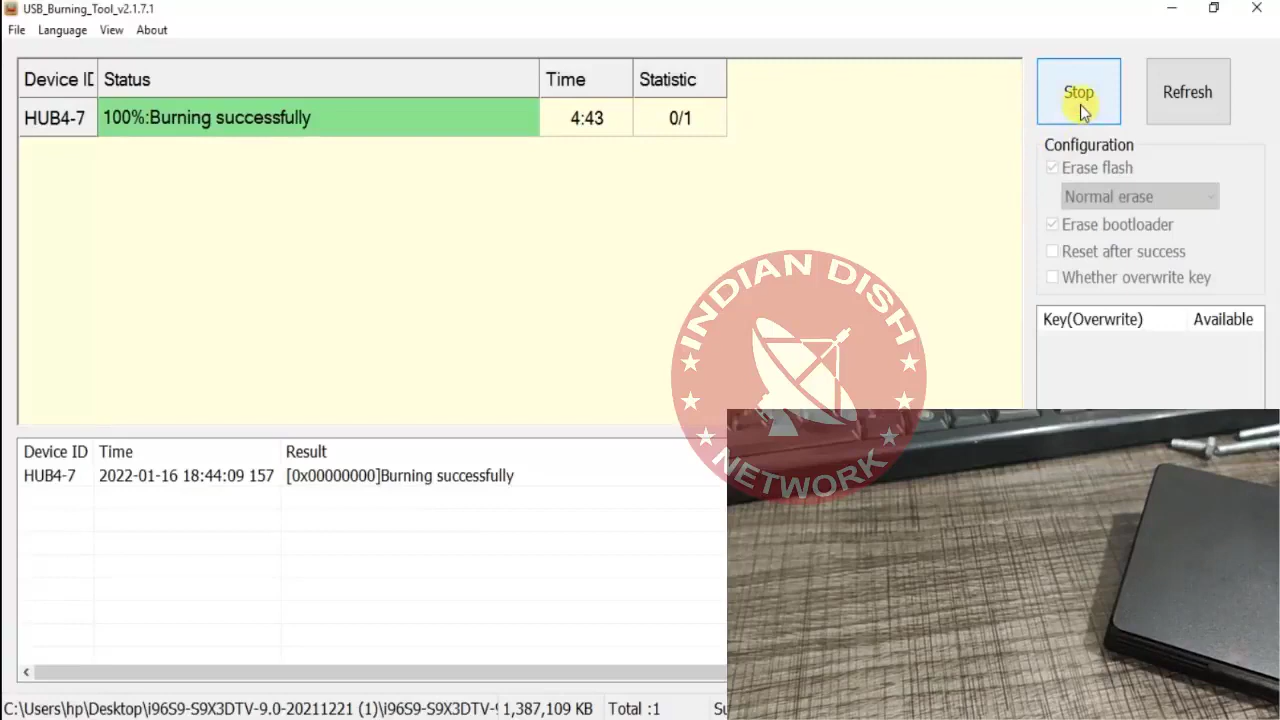 USB_Burning_Tool_v2.1.7.1
File Language View About
Device ID Status Time Statistic
HUB4-7 100%:Burning successfully 4:43 0/1
Stop Refresh
Configuration
Erase flash
Normal erase
Erase bootloader
Reset after success
Whether overwrite key
Key(Overwrite) Available
INDIAN DISH
NETWORK
Device ID Time Result
HUB4-7 2022-01-16 18:44:09 157 [0x00000000]Burning successfully
C:\Users\hp\Desktop\i96S9-S9X3DTV-9.0-20211221 (1)\i96S9-S9X3DTV-9 1,387,109 KB Total :1 Su